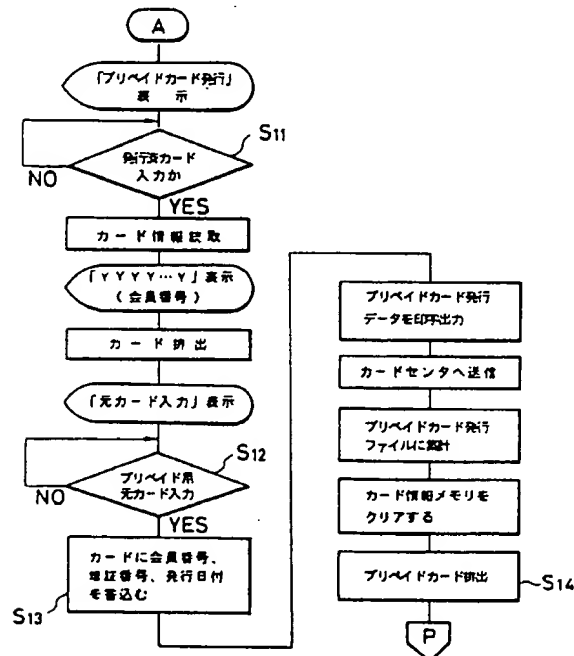 A
「プリペイドカード発行」
表 示
発行済カード
入力か
S11
NO
YES
カード情報読取
「YYYY…Y」表示
(会員番号)
カード排出
「元カード入力」表示
プリペイド用
元カード入力
S12
NO
YES
カードに会員番号、
暗証番号、発行日付
を書込む
S13
プリペイドカード発行
データを印字出力
カードセンタへ送信
プリペイドカード発行
ファイルに集計
カード情報メモリを
クリアする
プリペイドカード排出
S14
P